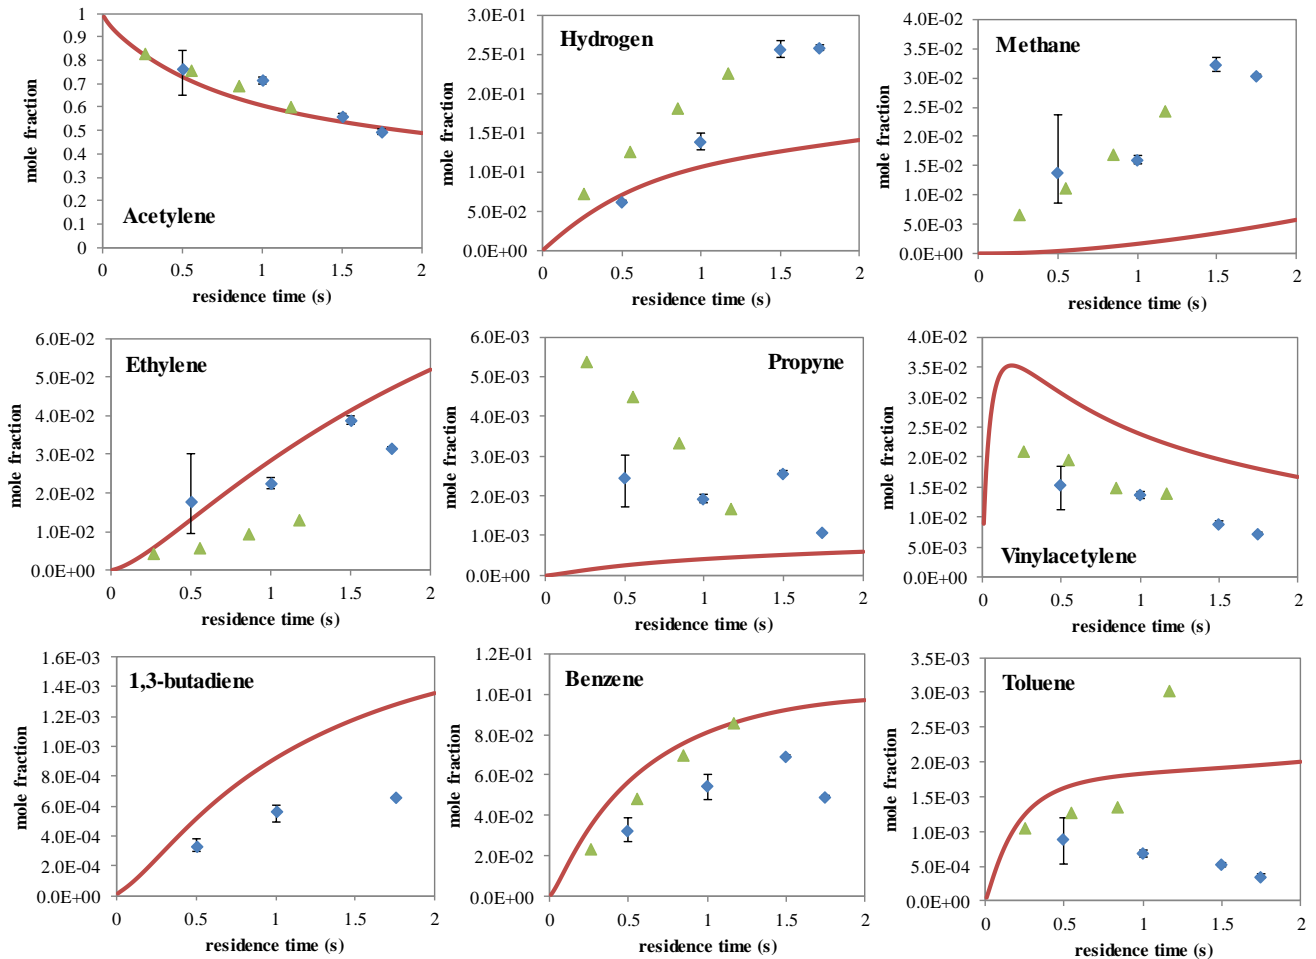 1
0.9
0.8
0.7
0.6
0.5
0.4
0.3
0.2
0.1
0
mole fraction
Acetylene
0 0.5 1 1.5 2
residence time (s)
3.0E-01
2.5E-01
2.0E-01
1.5E-01
1.0E-01
5.0E-02
0.0E+00
mole fraction
Hydrogen
0 0.5 1 1.5 2
residence time (s)
4.0E-02
3.5E-02
3.0E-02
2.5E-02
2.0E-02
1.5E-02
1.0E-02
5.0E-03
0.0E+00
mole fraction
Methane
0 0.5 1 1.5 2
residence time (s)
6.0E-02
5.0E-02
4.0E-02
3.0E-02
2.0E-02
1.0E-02
0.0E+00
mole fraction
Ethylene
0 0.5 1 1.5 2
residence time (s)
6.0E-03
5.0E-03
4.0E-03
3.0E-03
2.0E-03
1.0E-03
0.0E+00
mole fraction
Propyne
0 0.5 1 1.5 2
residence time (s)
4.0E-02
3.5E-02
3.0E-02
2.5E-02
2.0E-02
1.5E-02
1.0E-02
5.0E-03
0.0E+00
mole fraction
Vinylacetylene
0 0.5 1 1.5 2
residence time (s)
1.6E-03
1.4E-03
1.2E-03
1.0E-03
8.0E-04
6.0E-04
4.0E-04
2.0E-04
0.0E+00
mole fraction
1,3-butadiene
0 0.5 1 1.5 2
residence time (s)
1.2E-01
1.0E-01
8.0E-02
6.0E-02
4.0E-02
2.0E-02
0.0E+00
mole fraction
Benzene
0 0.5 1 1.5 2
residence time (s)
3.5E-03
3.0E-03
2.5E-03
2.0E-03
1.5E-03
1.0E-03
5.0E-04
0.0E+00
mole fraction
Toluene
0 0.5 1 1.5 2
residence time (s)